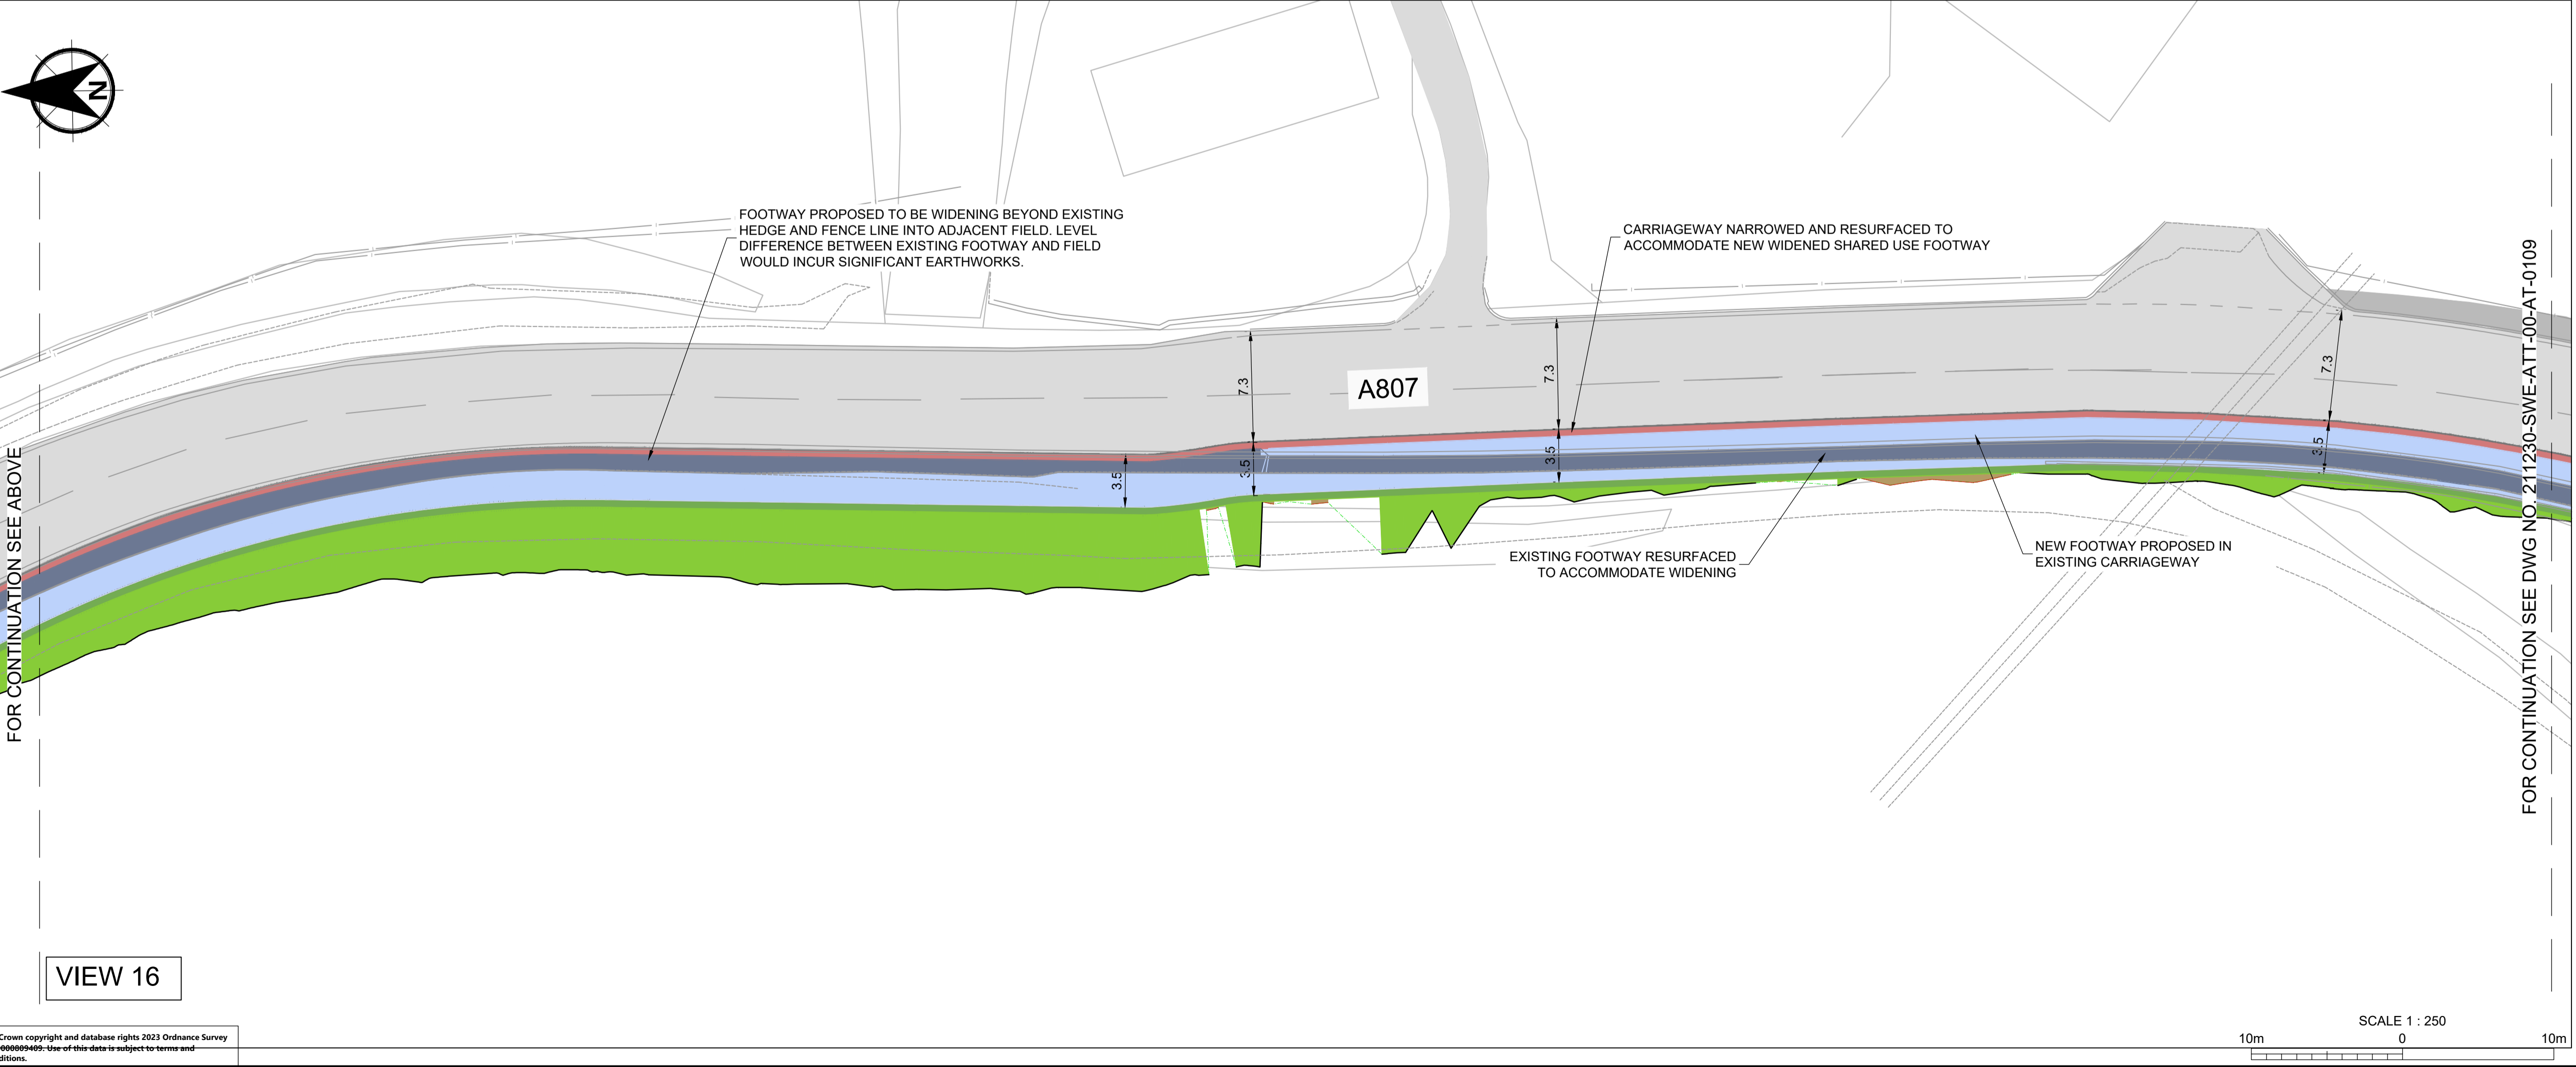 N
FOOTWAY PROPOSED TO BE WIDENING BEYOND EXISTING
HEDGE AND FENCE LINE INTO ADJACENT FIELD. LEVEL
DIFFERENCE BETWEEN EXISTING FOOTWAY AND FIELD
WOULD INCUR SIGNIFICANT EARTHWORKS.
CARRIAGEWAY NARROWED AND RESURFACED TO
ACCOMMODATE NEW WIDENED SHARED USE FOOTWAY
7.3
A807
7.3
7.3
3.5
3.5
3.5
3.5
EXISTING FOOTWAY RESURFACED
TO ACCOMMODATE WIDENING
NEW FOOTWAY PROPOSED IN
EXISTING CARRIAGEWAY
FOR CONTINUATION SEE ABOVE
FOR CONTINUATION SEE DWG NO. 211230-SWE-ATT-00-AT-0109
VIEW 16
Crown copyright and database rights 2023 Ordnance Survey
000809409. Use of this data is subject to terms and
ditions.
SCALE 1 : 250
10m 0 10m